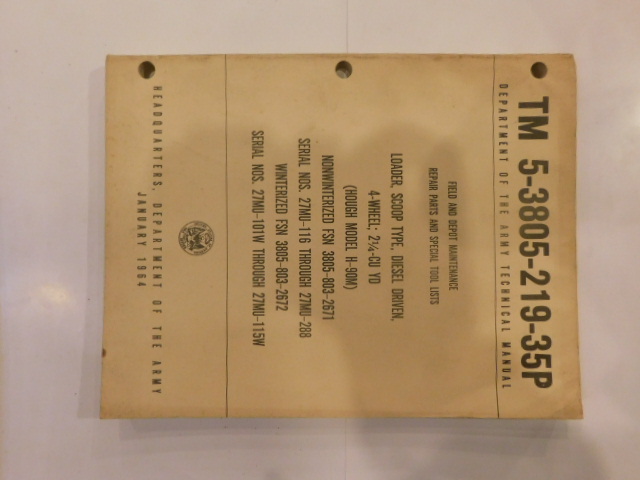 TM 5-3805-219-35P
DEPARTMENT OF THE ARMY TECHNICAL MANUAL
FIELD AND DEPOT MAINTENANCE
REPAIR PARTS AND SPECIAL TOOL LISTS
LOADER, SCOOP TYPE, DIESEL DRIVEN,
4-WHEEL; 2¼-CU YD
(HOUGH MODEL H-90M)
NONWINTERIZED FSN 3805-803-2671
SERIAL NOS. 27MU-116 THROUGH 27MU-288
WINTERIZED FSN 3805-803-2672
SERIAL NOS. 27MU-101W THROUGH 27MU-115W
HEADQUARTERS, DEPARTMENT OF THE ARMY
JANUARY 1964